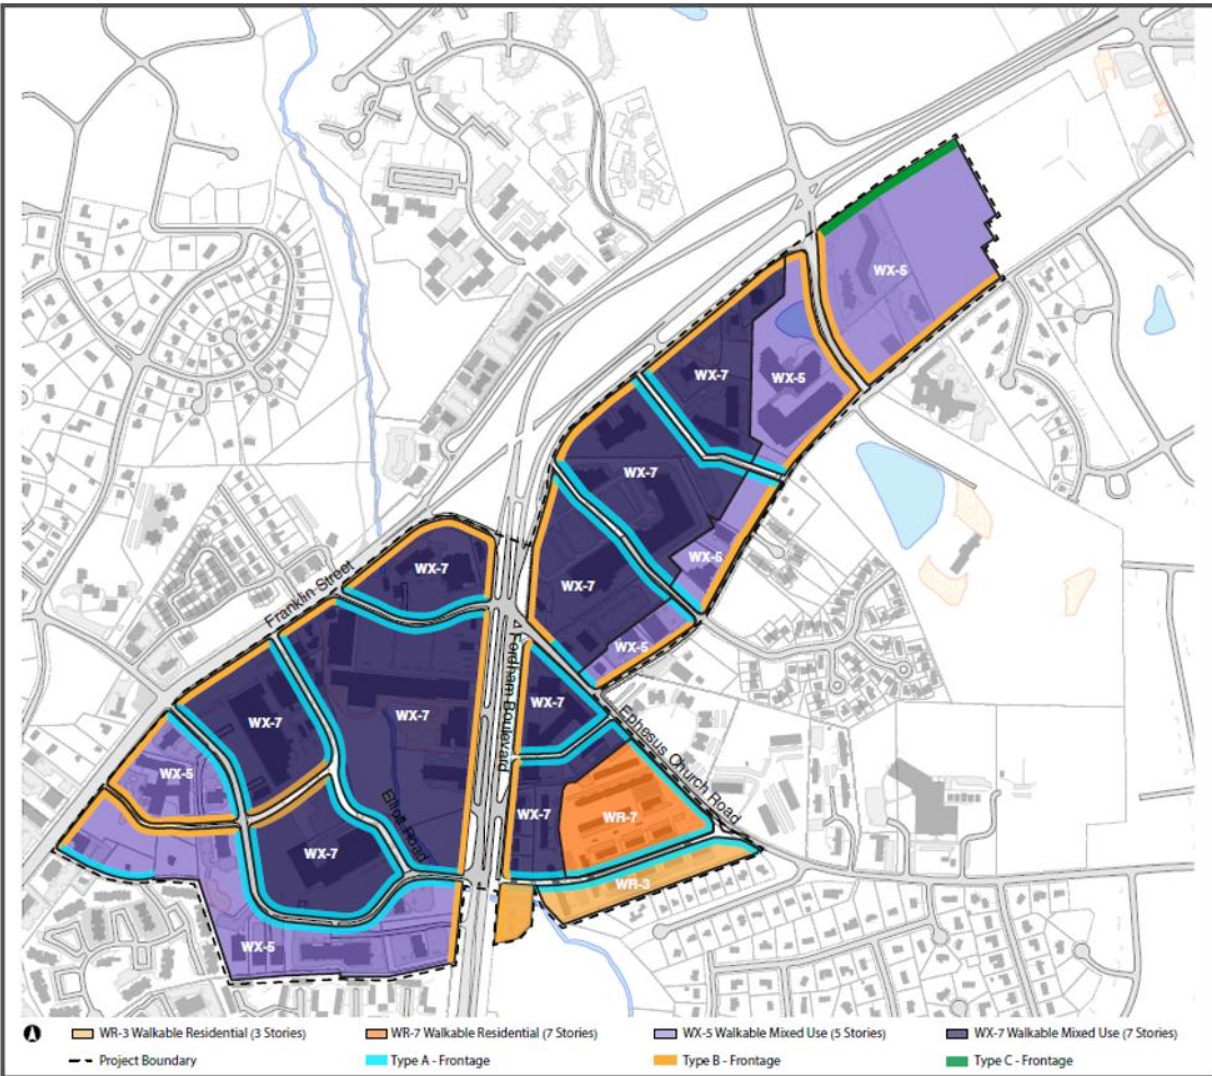 WX-5
WX-7
WX-5
WX-7
WX-5
WX-7
WX-7
Franklin Street
WX-5
Fordham Boulevard
WX-7
WX-7
WX-7
Ephesus Church Road
WX-5
Elliott Road
WX-7
WR-7
WX-7
WR-3
WX-5
WR-3 Walkable Residential (3 Stories)
WR-7 Walkable Residential (7 Stories)
WX-5 Walkable Mixed Use (5 Stories)
WX-7 Walkable Mixed Use (7 Stories)
Project Boundary
Type A - Frontage
Type B - Frontage
Type C - Frontage